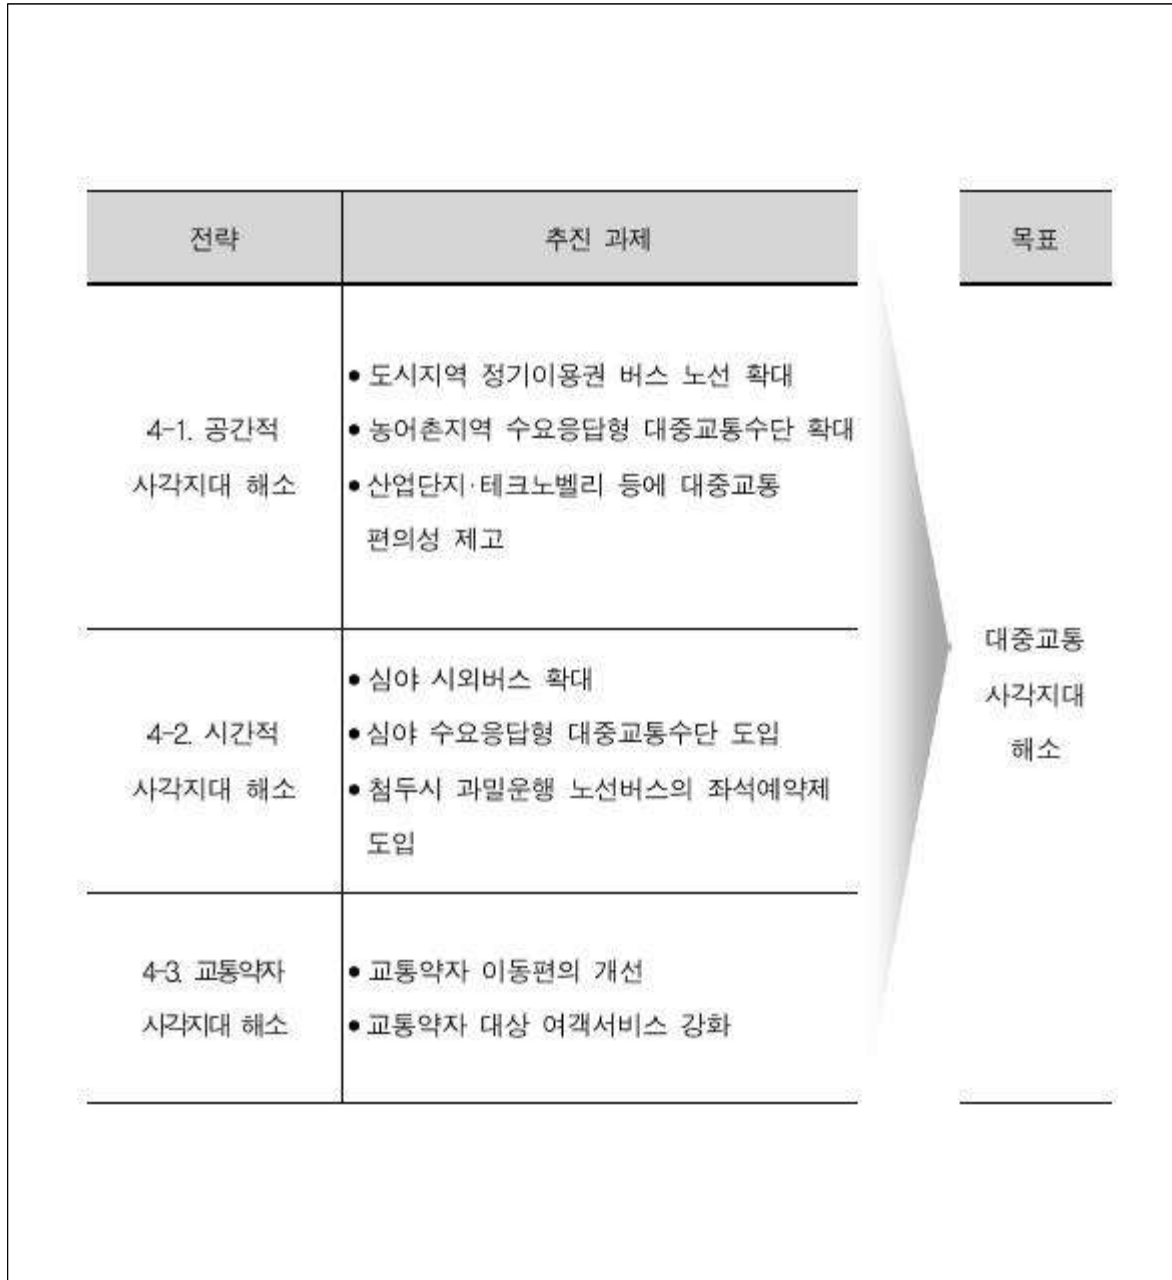 전략
추진 과제
목표
4-1. 공간적
사각지대 해소
● 도시지역 정기이용권 버스 노선 확대
● 농어촌지역 수요응답형 대중교통수단 확대
● 산업단지·테크노벨리 등에 대중교통
편의성 제고
4-2. 시간적
사각지대 해소
● 심야 시외버스 확대
● 심야 수요응답형 대중교통수단 도입
● 첨두시 과밀운행 노선버스의 좌석예약제
도입
4-3. 교통약자
사각지대 해소
● 교통약자 이동편의 개선
● 교통약자 대상 여객서비스 강화
대중교통
사각지대
해소